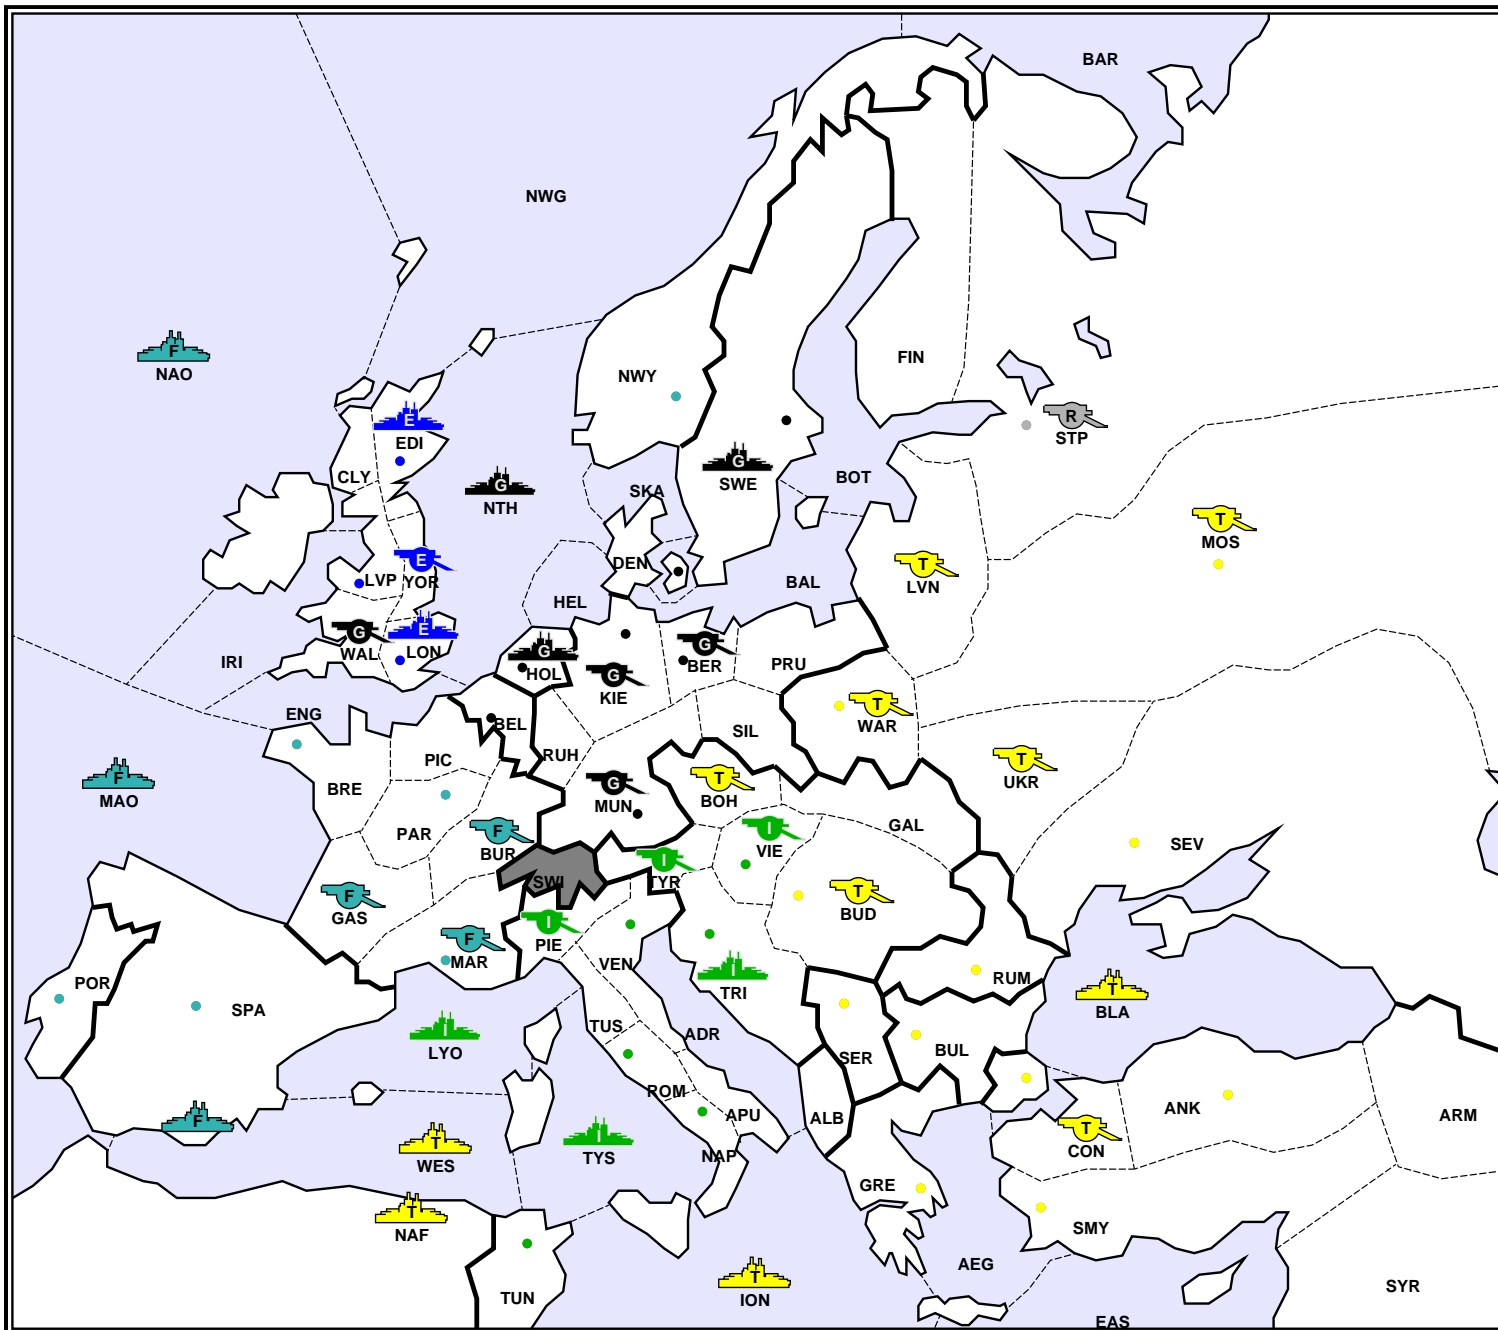 BAR
NWG
F
NAO
FIN
NWY
R
STP
E
EDI
CLY
G
NTH
SKA
G
SWE
BOT
T
MOS
E
YOR
LVP
DEN
BAL
T
LVN
HEL
G
WAL
E
LON
IRI
G
HOL
G
KIE
G
BER
PRU
ENG
BEL
PIC
RUH
SIL
T
WAR
F
MAO
BRE
G
MUN
T
BOH
T
UKR
PAR
F
BUR
I
VIE
GAL
SEV
SWI
I
TYR
F
GAS
T
BUD
I
PIE
F
MAR
VEN
I
TRI
RUM
POR
SPA
T
BLA
I
LYO
TUS
ADR
SER
BUL
ROM
ANK
ARM
F
APU
ALB
T
WES
I
TYS
NAP
T
CON
GRE
T
NAF
SMY
AEG
T
ION
TUN
SYR
EAS